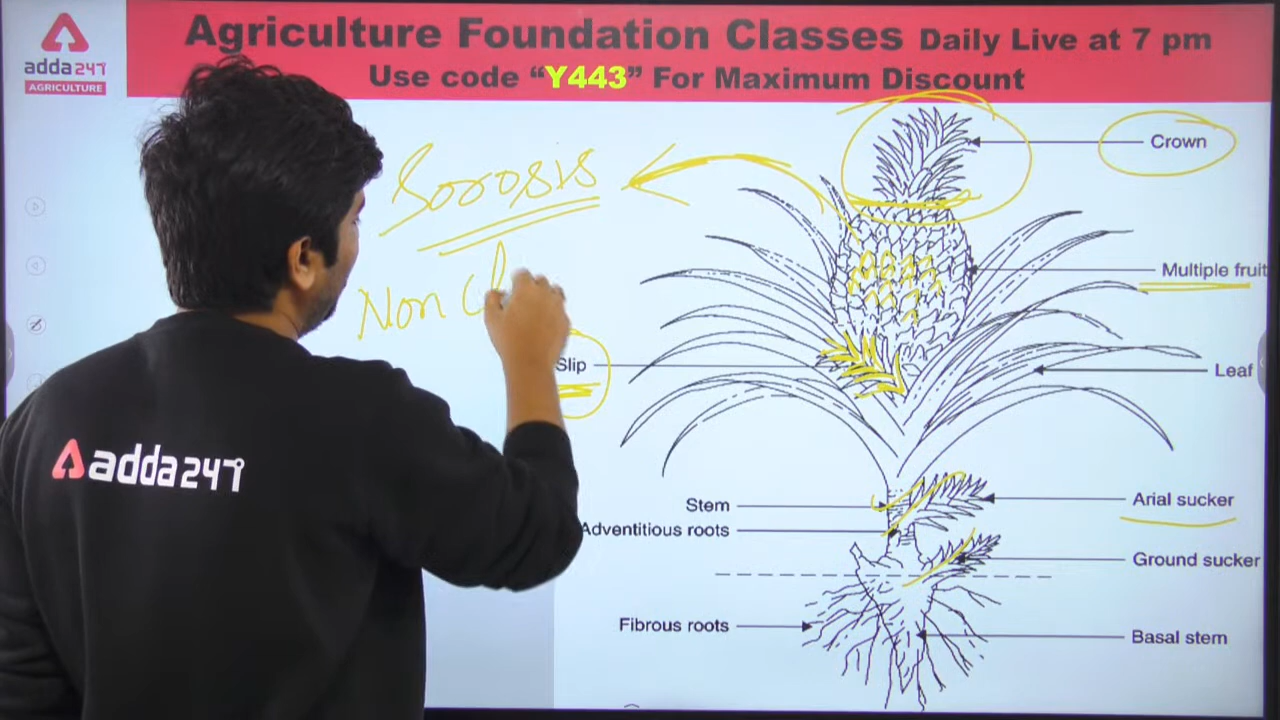 Agriculture Foundation Classes Daily Live at 7 pm
Use code “Y443” For Maximum Discount
adda247
AGRICULTURE
Sorosis
Non
Crown
Multiple fruit
Slip
Leaf
Stem
Arial sucker
Adventitious roots
Ground sucker
Fibrous roots
Basal stem
adda247